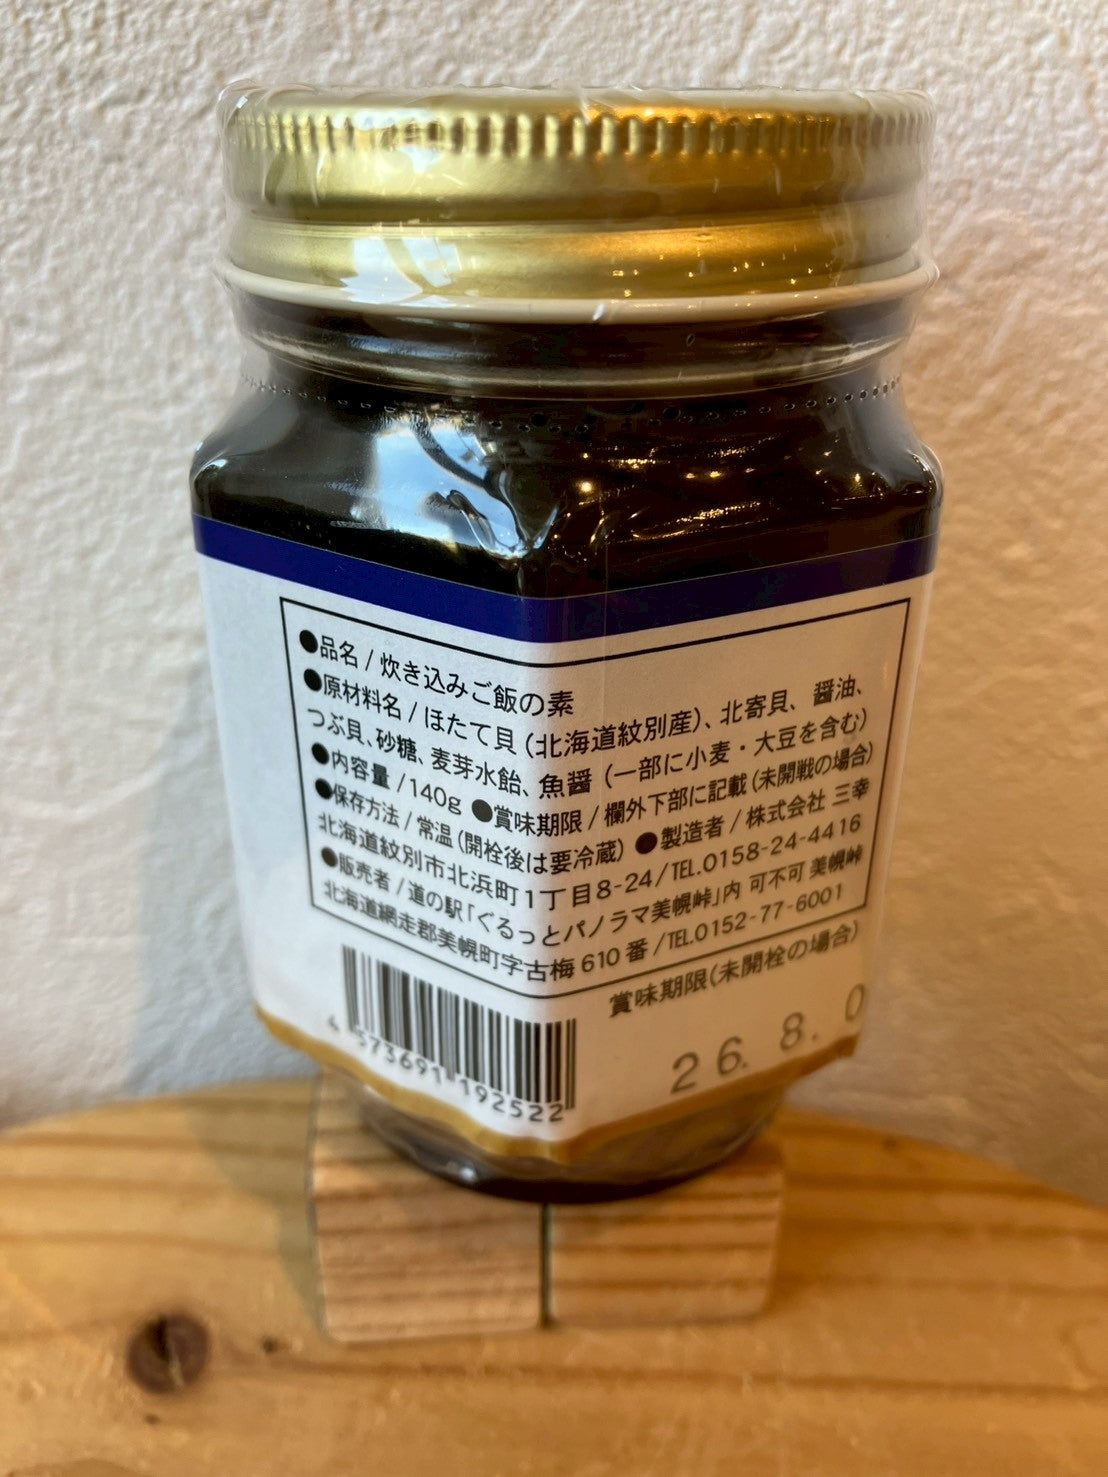 ●品名/炊き込みご飯の素
●原材料名/ほたて貝(北海道紋別産)、北寄貝、醤油、
つぶ貝、砂糖、麦芽水飴、魚醤(一部に小麦・大豆を含む)
●内容量/140g ●賞味期限/欄外下部に記載(未開戦の場合)
●保存方法/常温(開栓後は要冷蔵) ●製造者/株式会社 三幸
北海道紋別市北浜町1丁目8-24/TEL.0158-24-4416
●販売者/道の駅「ぐるっとパノラマ美幌峠」内 可不可 美幌峠
北海道網走郡美幌町字古梅610番/TEL.0152-77-6001
賞味期限(未開栓の場合)
26. 8. 0
4 573691 192522